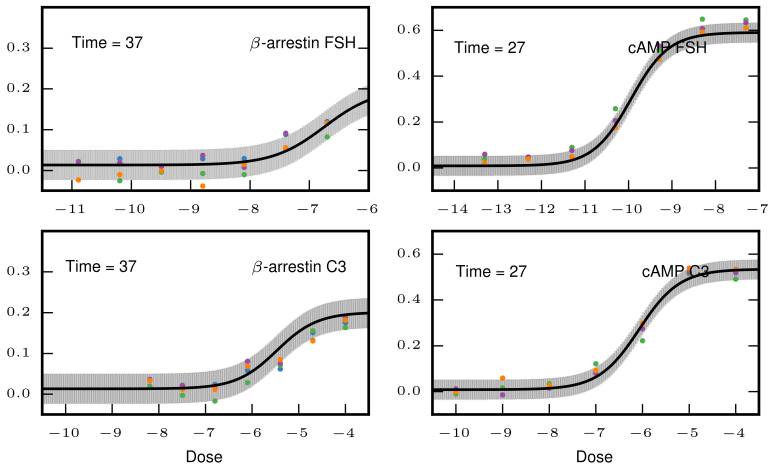 0.3
0.2
0.1
0.0
Time = 37
β-arrestin FSH
−11 −10 −9 −8 −7 −6
0.6
0.4
0.2
0.0
Time = 27
cAMP FSH
−14 −13 −12 −11 −10 −9 −8 −7
0.3
0.2
0.1
0.0
Time = 37
β-arrestin C3
−10 −9 −8 −7 −6 −5 −4
Dose
0.6
0.4
0.2
0.0
Time = 27
cAMP C3
−10 −9 −8 −7 −6 −5 −4
Dose